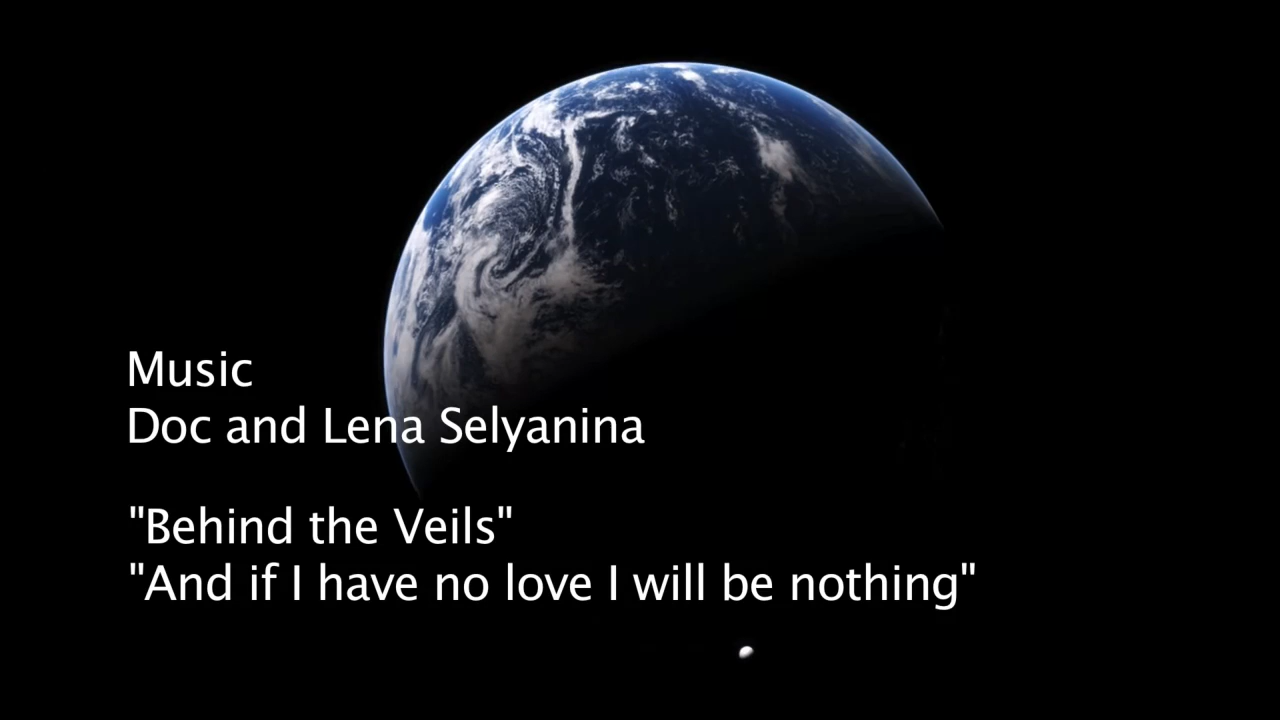 Music
Doc and Lena Selyanina
"Behind the Veils"
"And if I have no love I will be nothing"